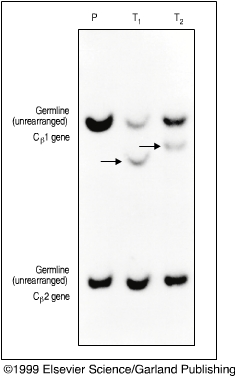 P T₁ T₂
Germline
(unrearranged)
Cβ1 gene
Germline
(unrearranged)
Cβ2 gene
©1999 Elsevier Science/Garland Publishing